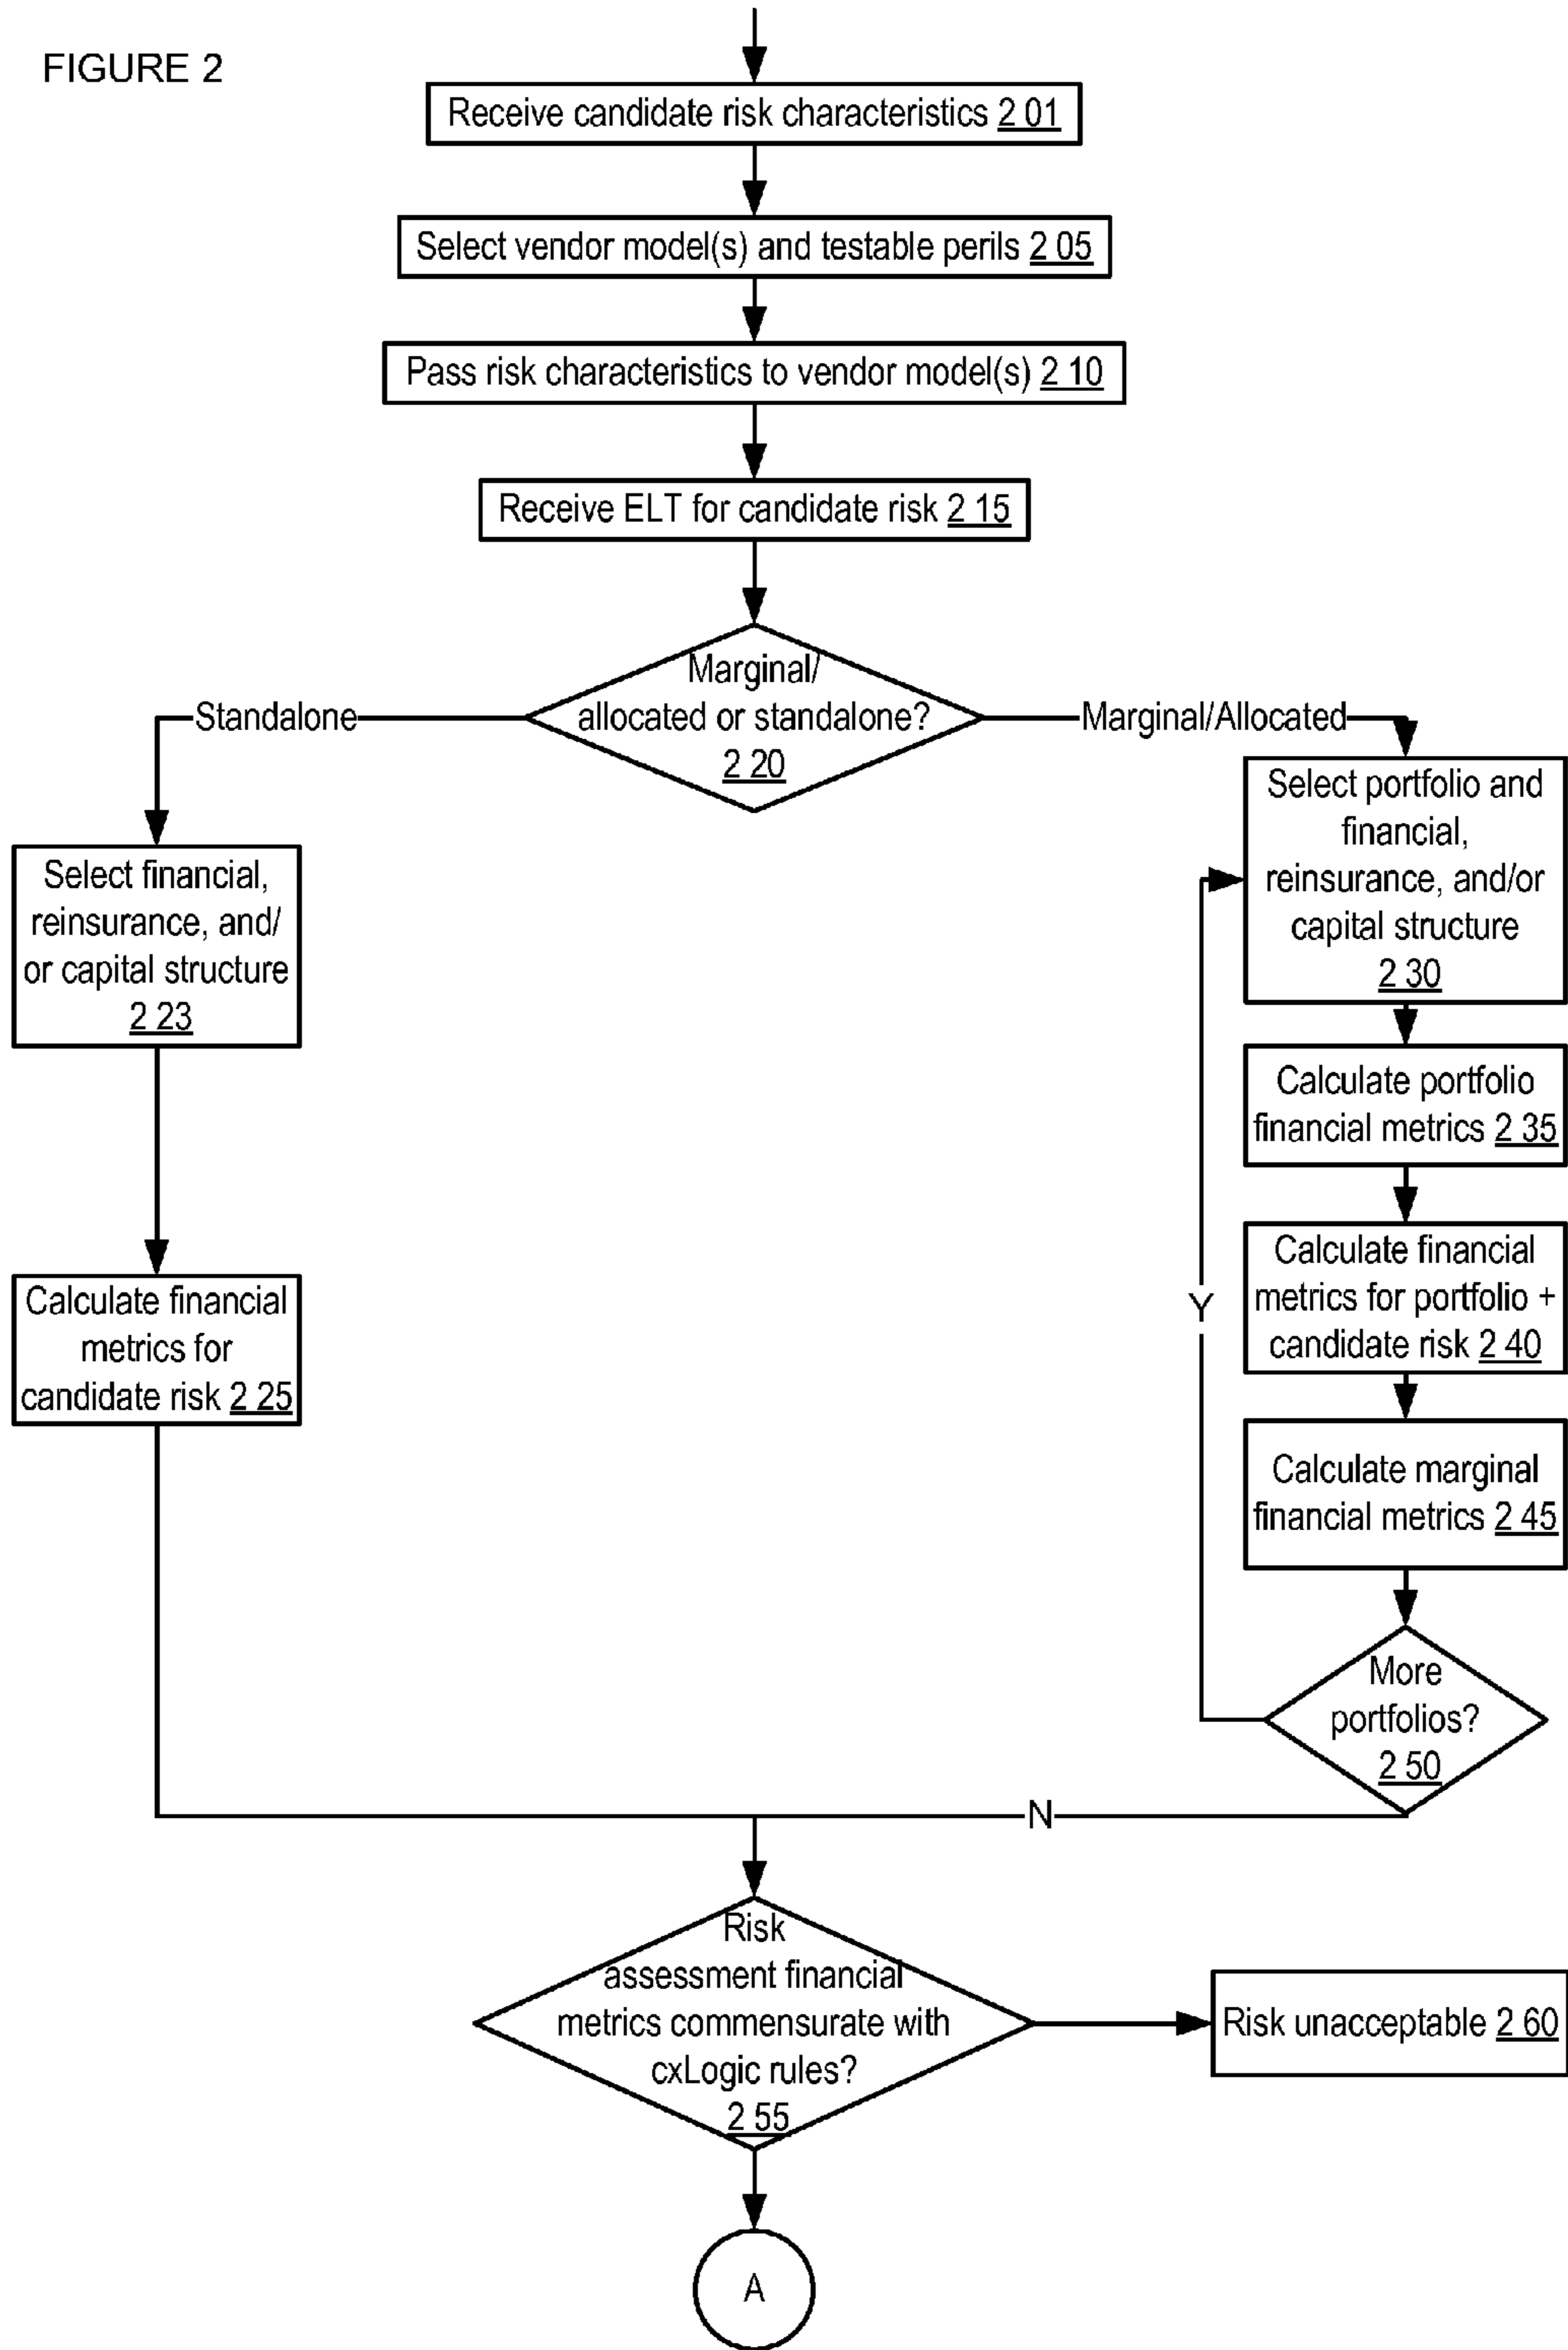 FIGURE 2
Receive candidate risk characteristics 2 01
Select vendor model(s) and testable perils 2 05
Pass risk characteristics to vendor model(s) 2 10
Receive ELT for candidate risk 2 15
Marginal/
allocated or standalone?
2 20
Standalone
Marginal/Allocated
Select financial,
reinsurance, and/
or capital structure
2 23
Calculate financial
metrics for
candidate risk 2 25
Select portfolio and
financial,
reinsurance, and/or
capital structure
2 30
Calculate portfolio
financial metrics 2 35
Calculate financial
metrics for portfolio +
candidate risk 2 40
Calculate marginal
financial metrics 2 45
More
portfolios?
2 50
Y
N
Risk
assessment financial
metrics commensurate with
cxLogic rules?
2 55
Risk unacceptable 2 60
A